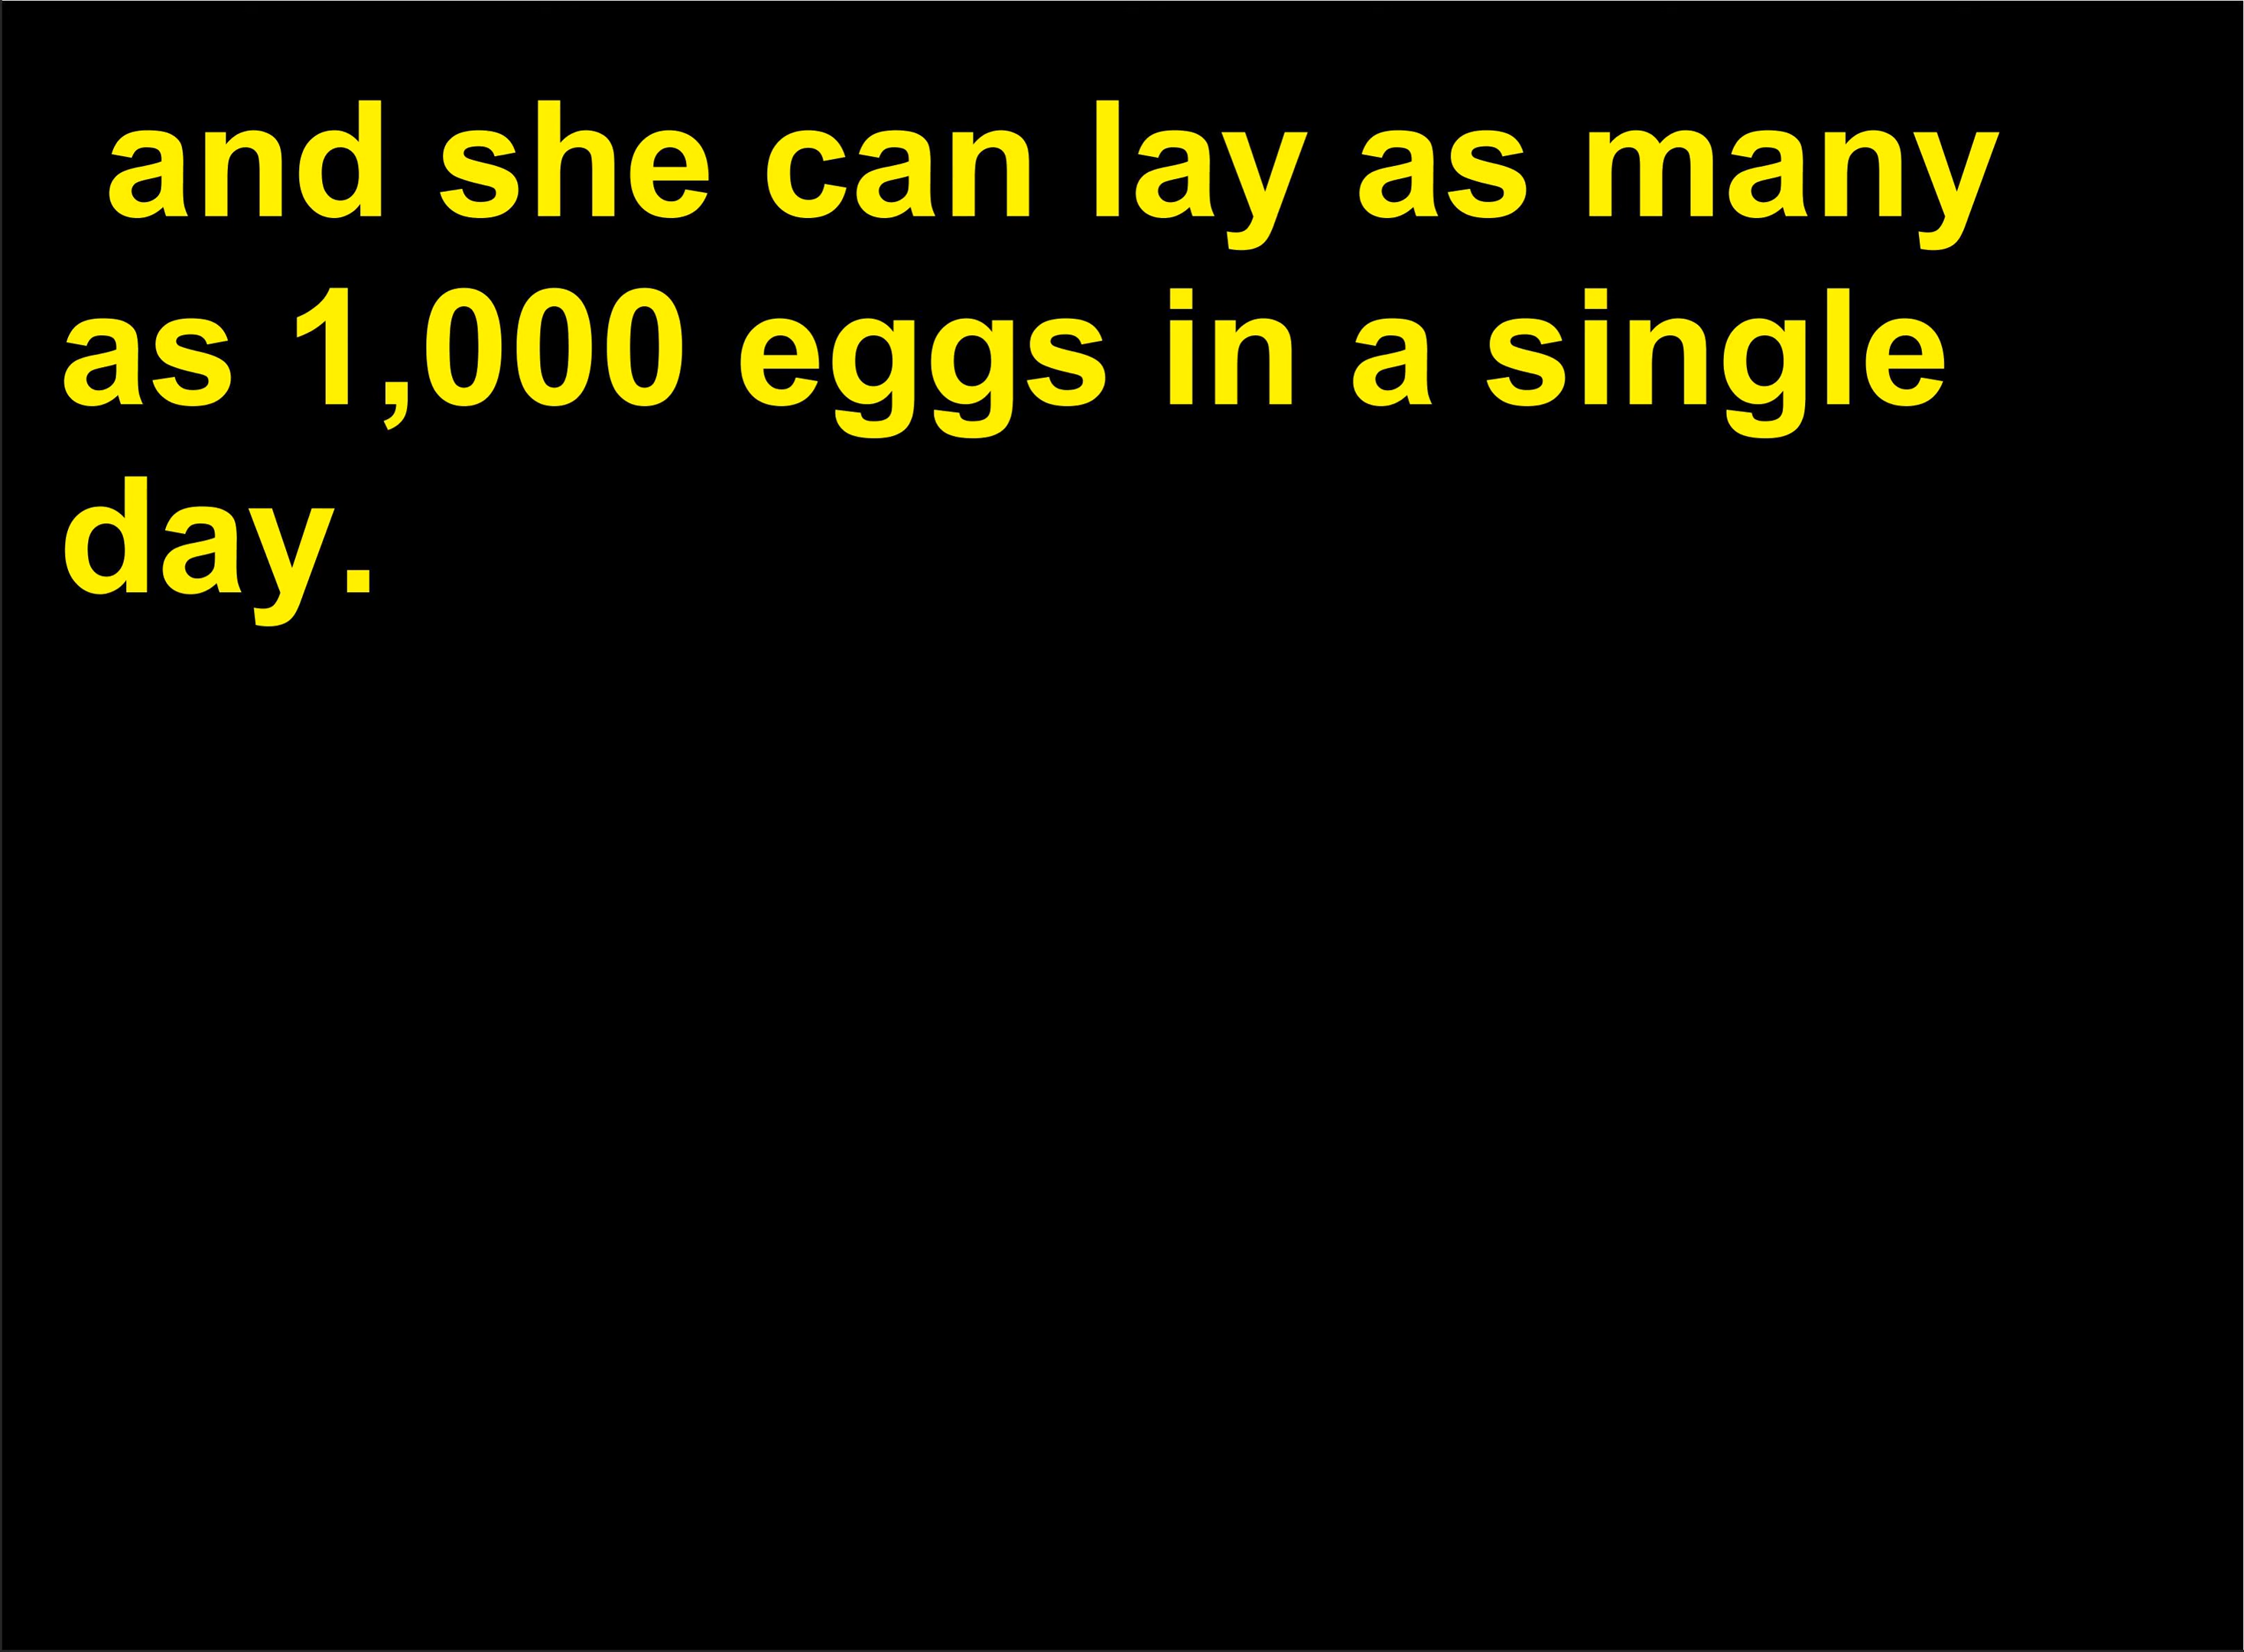 and she can lay as many
as 1,000 eggs in a single
day.